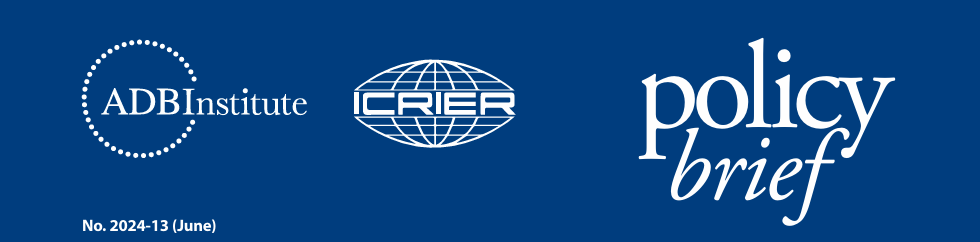 ADBInstitute
ICRIER
policy
brief
No. 2024-13 (June)